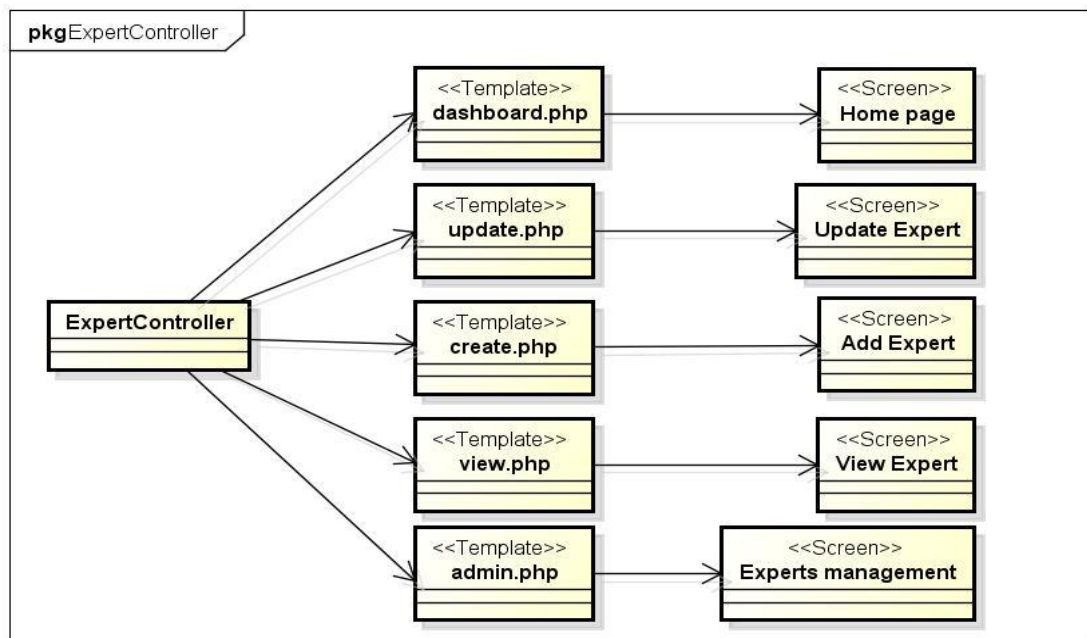 pkgExpertController
<<Template>>
dashboard.php
<<Screen>>
Home page
<<Template>>
update.php
<<Screen>>
Update Expert
ExpertController
<<Template>>
create.php
<<Screen>>
Add Expert
<<Template>>
view.php
<<Screen>>
View Expert
<<Template>>
admin.php
<<Screen>>
Experts management